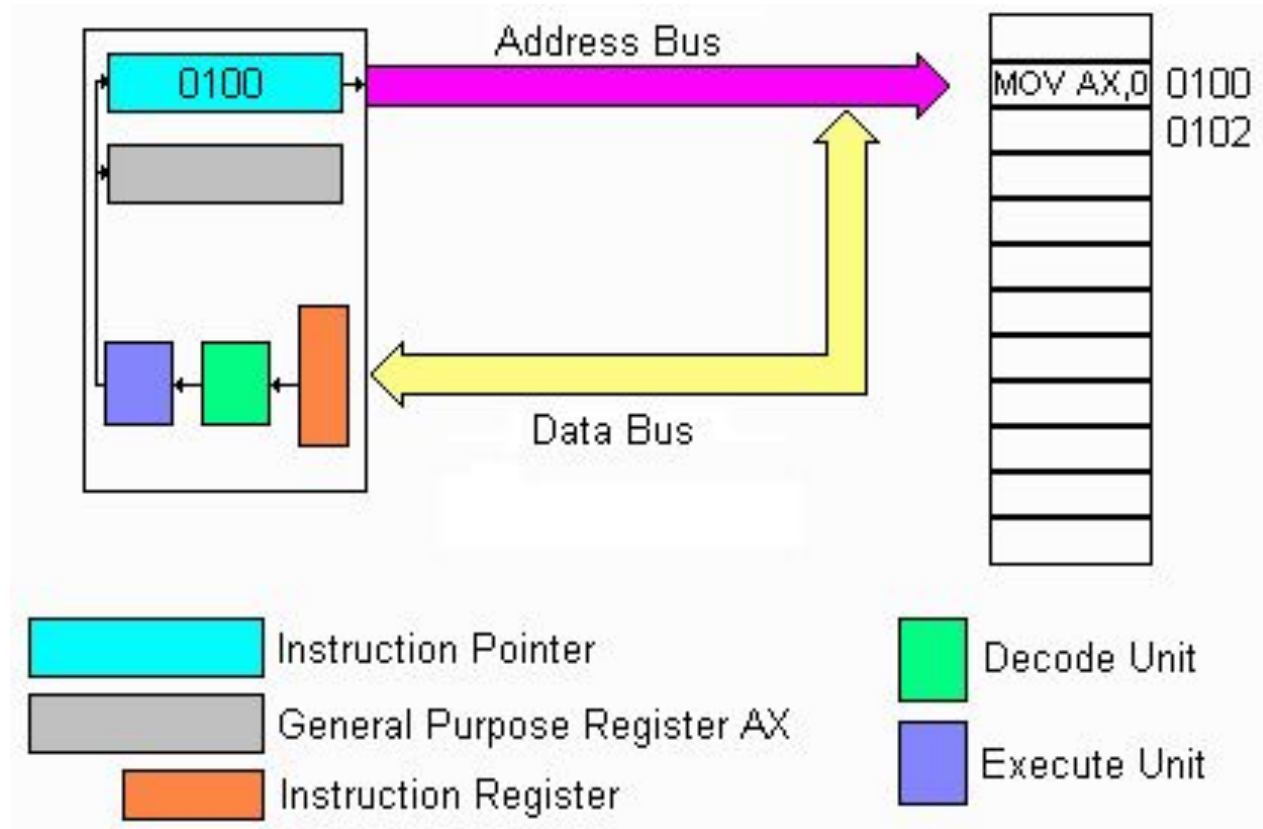 Address Bus
0100
MOV AX,0 0100
0102
Data Bus
Instruction Pointer
General Purpose Register AX
Instruction Register
Decode Unit
Execute Unit